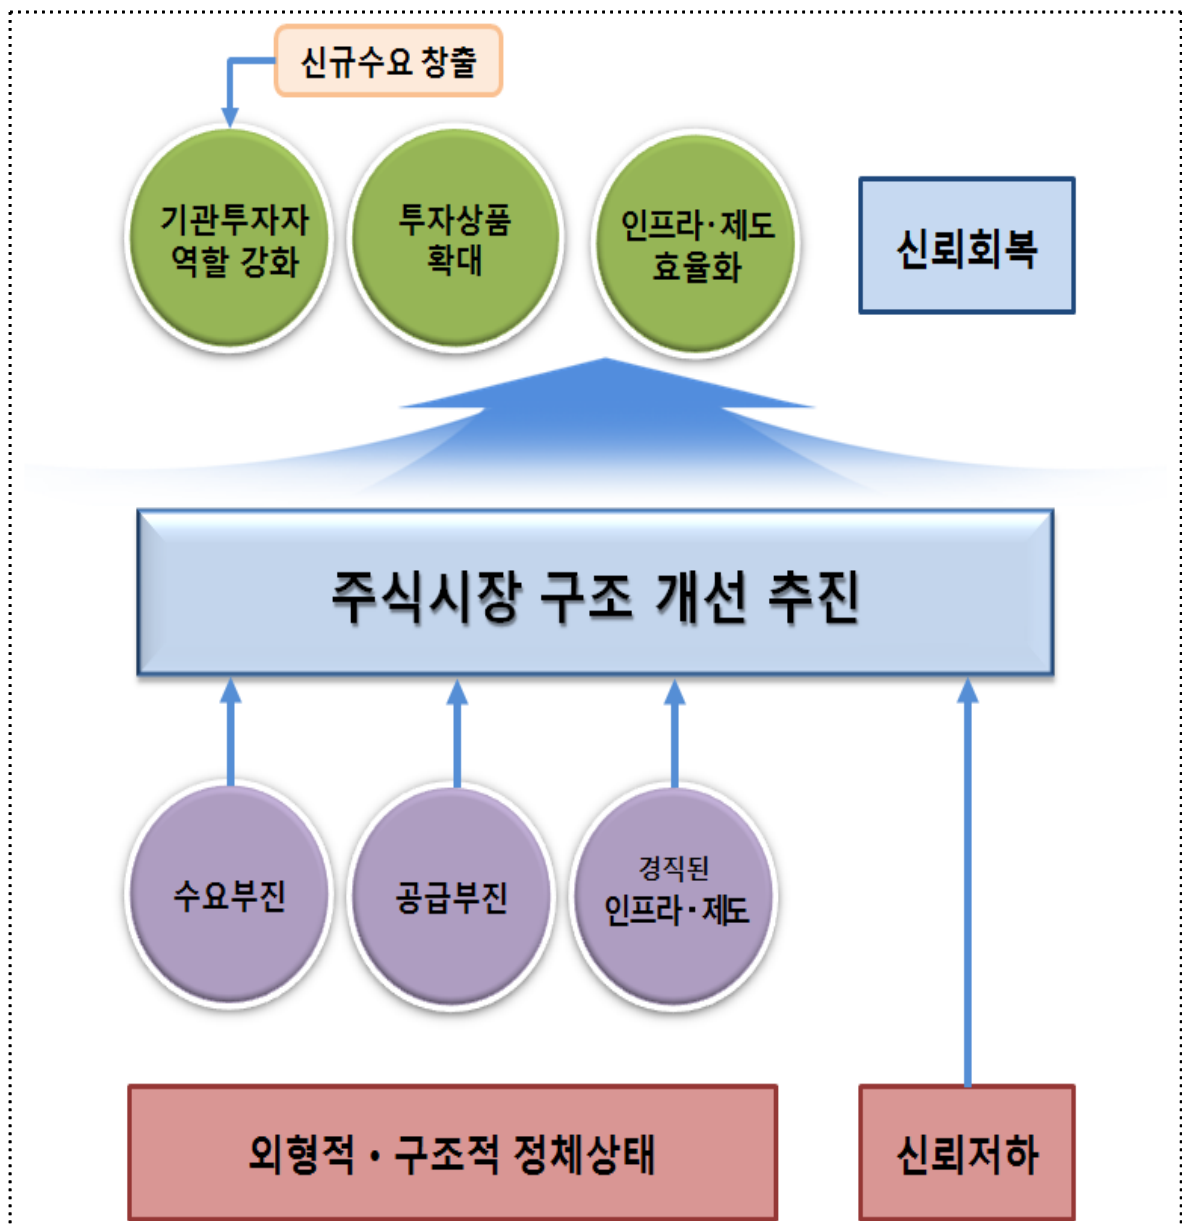 신규수요 창출
기관투자자
역할 강화
투자상품
확대
인프라·제도
효율화
신뢰회복
주식시장 구조 개선 추진
수요부진
공급부진
경직된
인프라·제도
외형적·구조적 정체상태
신뢰저하